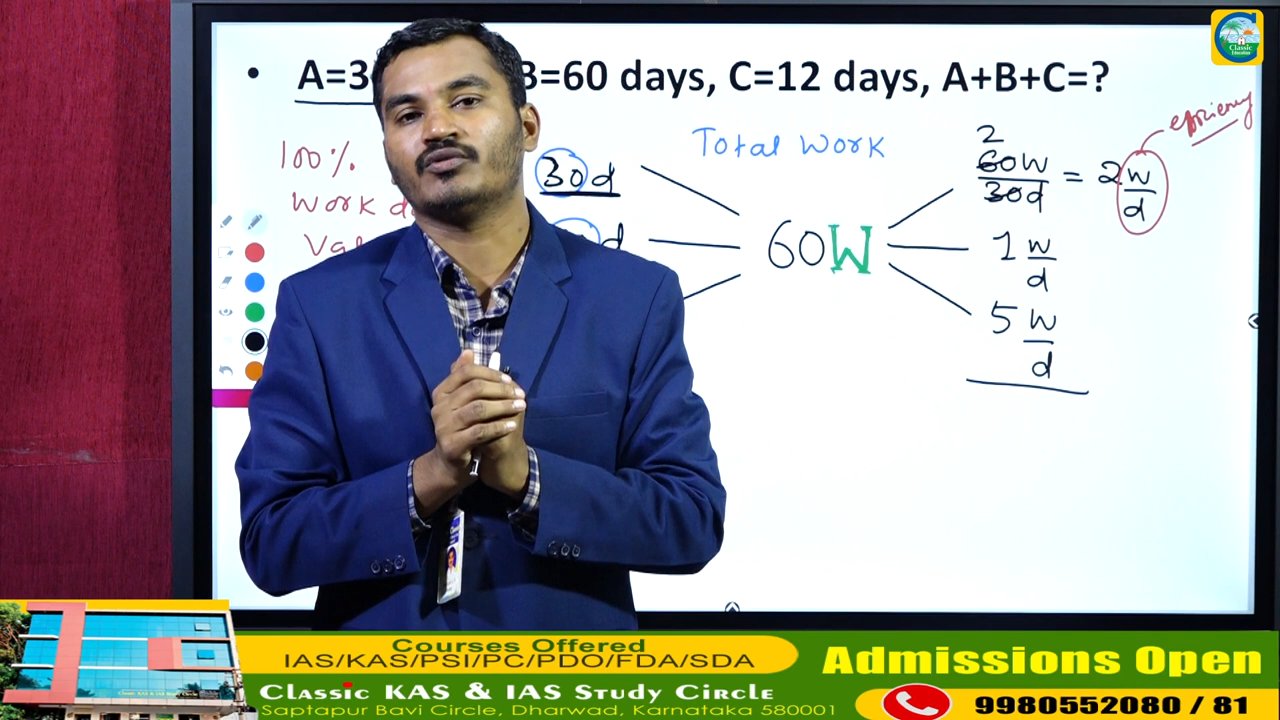 Classic
Education
• A=3 B=60 days, C=12 days, A+B+C=?
efficiency
100%
Total Work
2
30d
60W
30d
= 2 w
d
Work d
d
60W
1 w
d
5 w
d
Courses Offered
IAS/KAS/PSI/PC/PDO/FDA/SDA
Classic KAS & IAS Study Circle
Saptapur Bavi Circle, Dharwad, Karnataka 580001
Admissions Open
9980552080 / 81